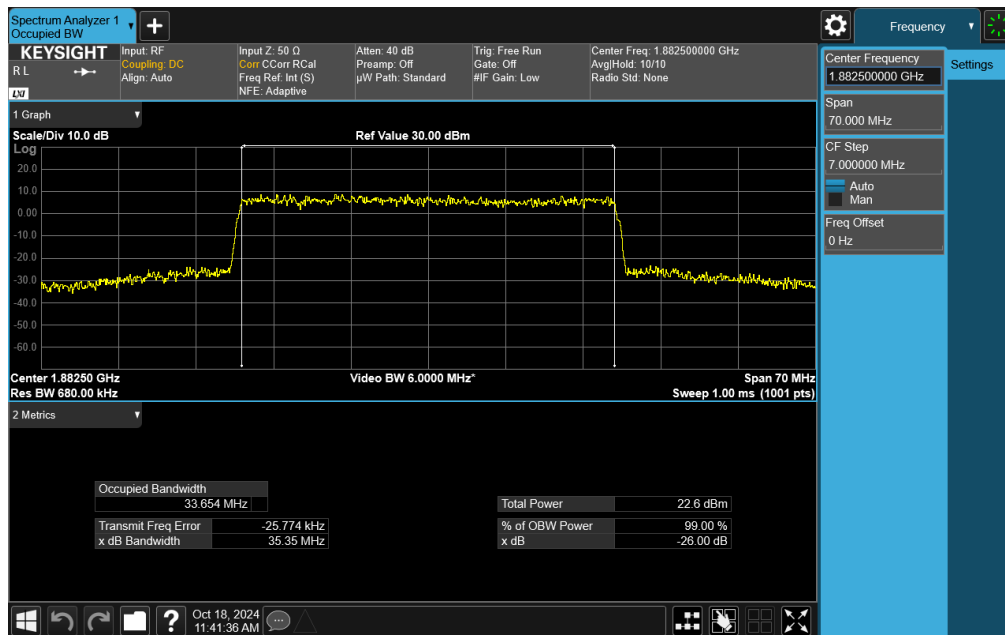 Spectrum Analyzer 1
Occupied BW
Frequency
KEYSIGHT
R L
LXI
Input: RF
Coupling: DC
Align: Auto
Input Z: 50 Ω
Corr CCorr RCal
Freq Ref: Int (S)
NFE: Adaptive
Atten: 40 dB
Preamp: Off
µW Path: Standard
Trig: Free Run
Gate: Off
#IF Gain: Low
Center Freq: 1.882500000 GHz
Avg|Hold: 10/10
Radio Std: None
Center Frequency
1.882500000 GHz
Settings
Span
70.000 MHz
CF Step
7.000000 MHz
Auto
Man
Freq Offset
0 Hz
1 Graph
Scale/Div 10.0 dB
Ref Value 30.00 dBm
Log
20.0
10.0
0.00
-10.0
-20.0
-30.0
-40.0
-50.0
-60.0
Center 1.88250 GHz
Video BW 6.0000 MHz*
Span 70 MHz
Res BW 680.00 kHz
Sweep 1.00 ms (1001 pts)
2 Metrics
Occupied Bandwidth
33.654 MHz
Total Power 22.6 dBm
Transmit Freq Error -25.774 kHz
% of OBW Power 99.00 %
x dB Bandwidth 35.35 MHz
x dB -26.00 dB
?
Oct 18, 2024
11:41:36 AM